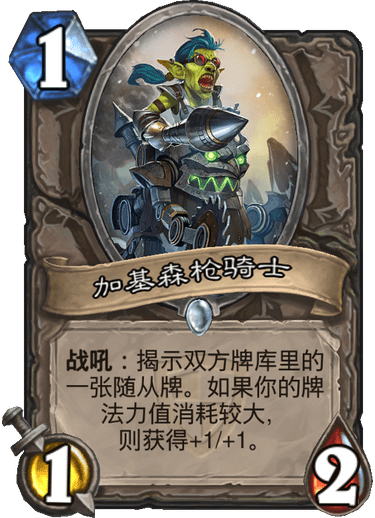 1
加基森枪骑士
战吼：揭示双方牌库里的
一张随从牌。如果你的牌
法力值消耗较大，
则获得+1/+1。
1
2